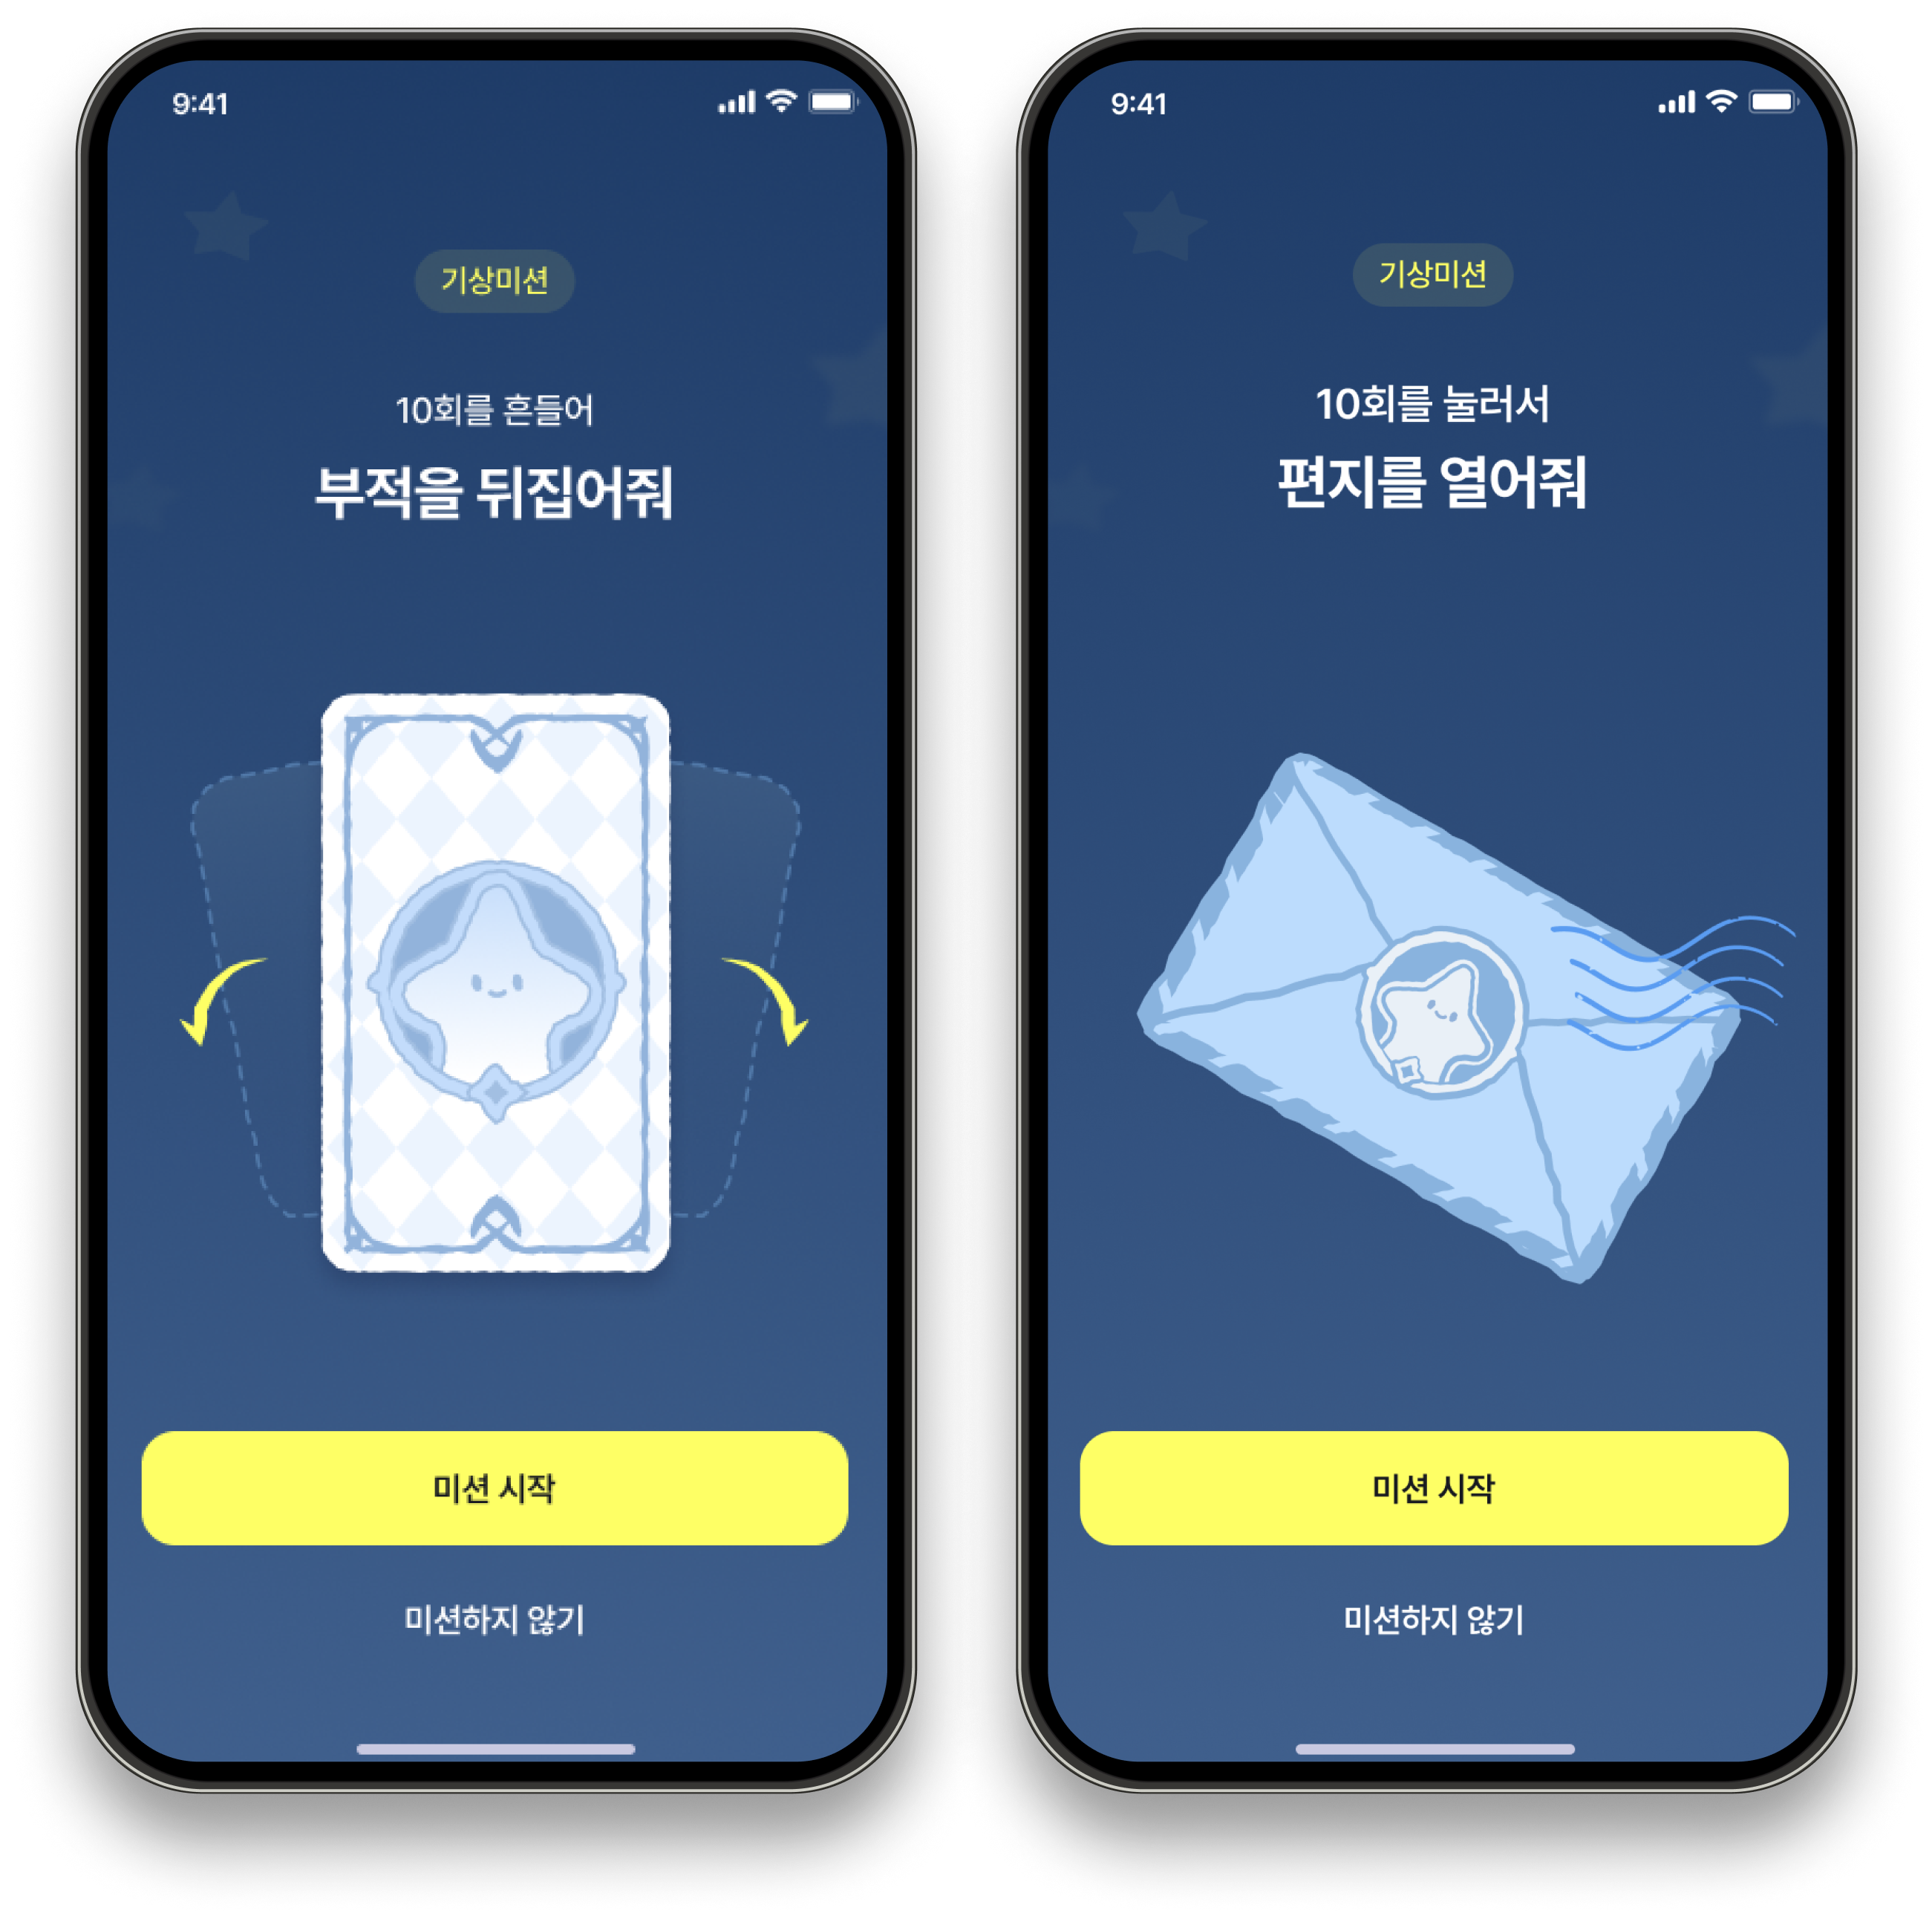 9:41
기상미션
10회를 흔들어
부적을 뒤집어줘
미션 시작
미션하지 않기
9:41
기상미션
10회를 눌러서
편지를 열어줘
미션 시작
미션하지 않기